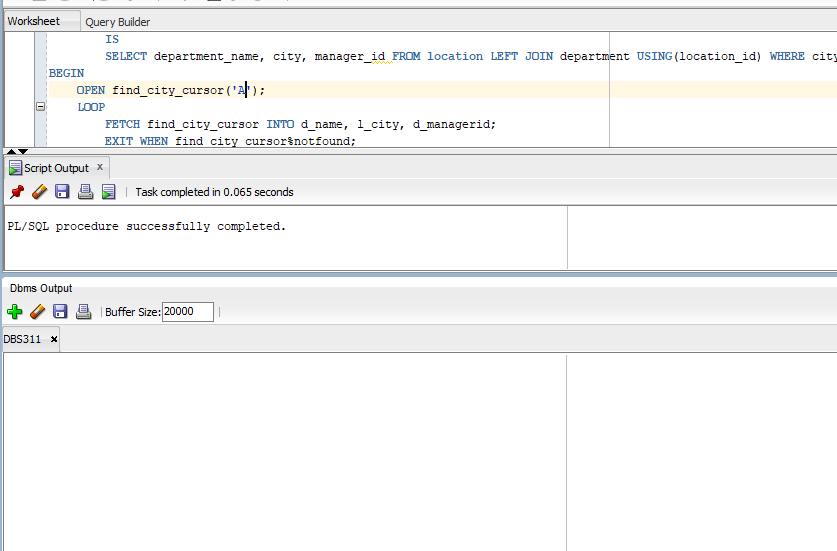 Worksheet Query Builder
IS
SELECT department_name, city, manager_id FROM location LEFT JOIN department USING(location_id) WHERE city
BEGIN
OPEN find_city_cursor('A');
LOOP
FETCH find_city_cursor INTO d_name, l_city, d_managerid;
EXIT WHEN find_city_cursor%notfound;
Script Output x
Task completed in 0.065 seconds
PL/SQL procedure successfully completed.
Dbms Output
Buffer Size: 20000
DBS311 x